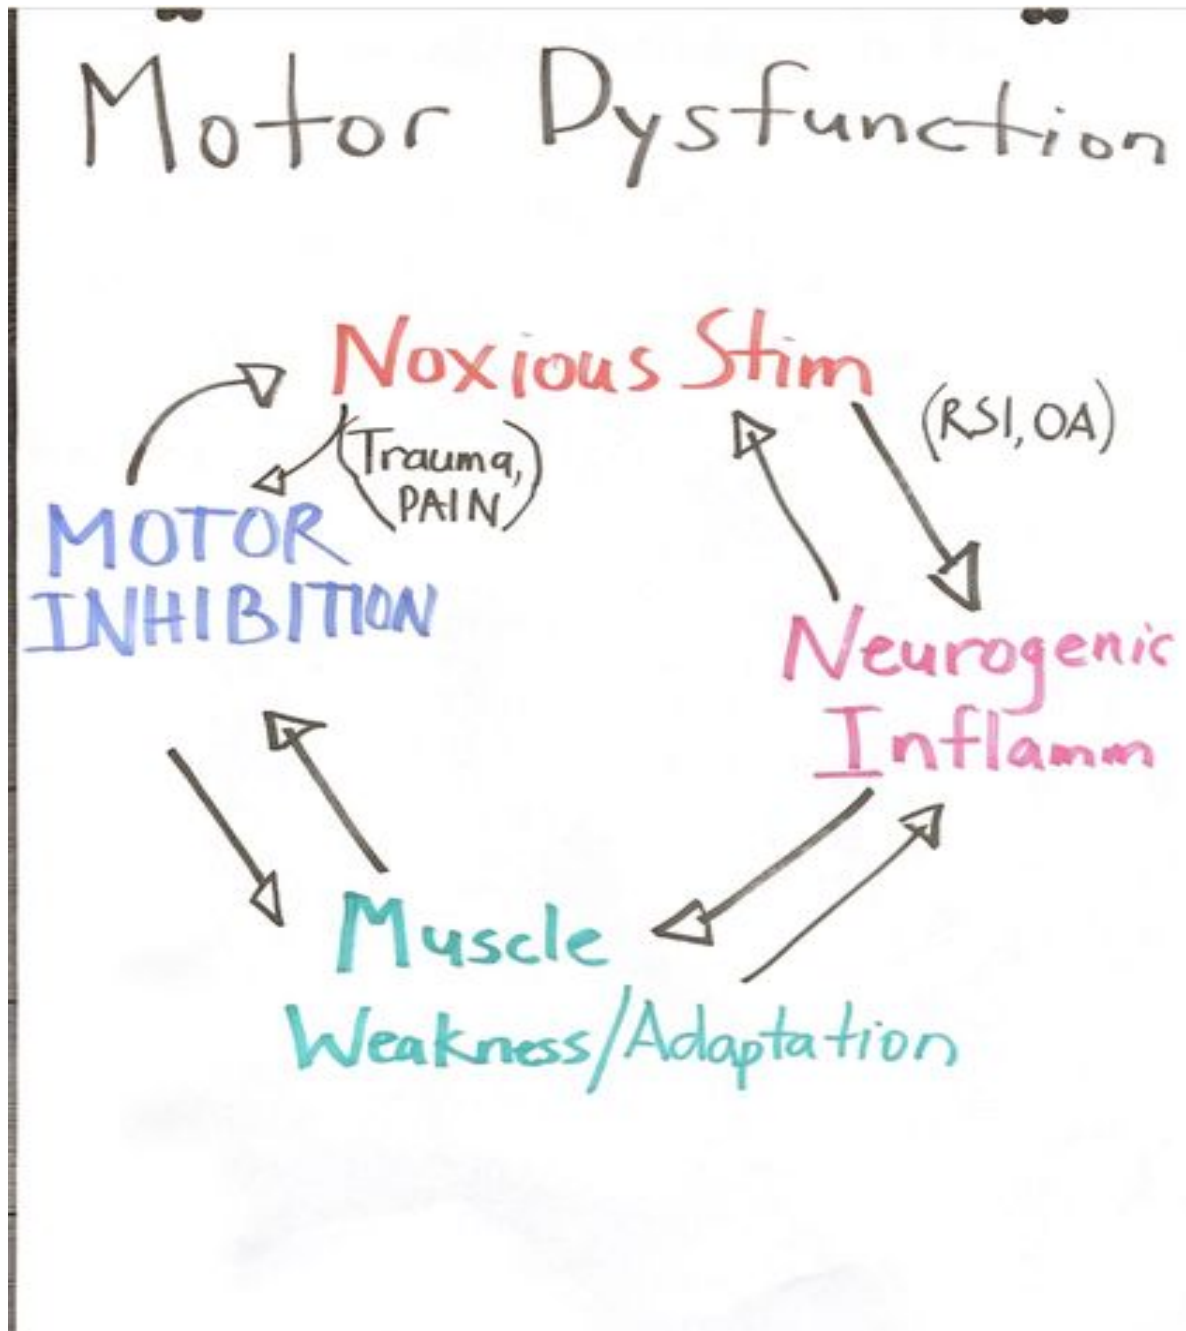 Motor Dysfunction
Noxious Stim
(RSI, OA)
(Trauma,
PAIN)
MOTOR
INHIBITION
Neurogenic
Inflamm
Muscle
Weakness/Adaptation